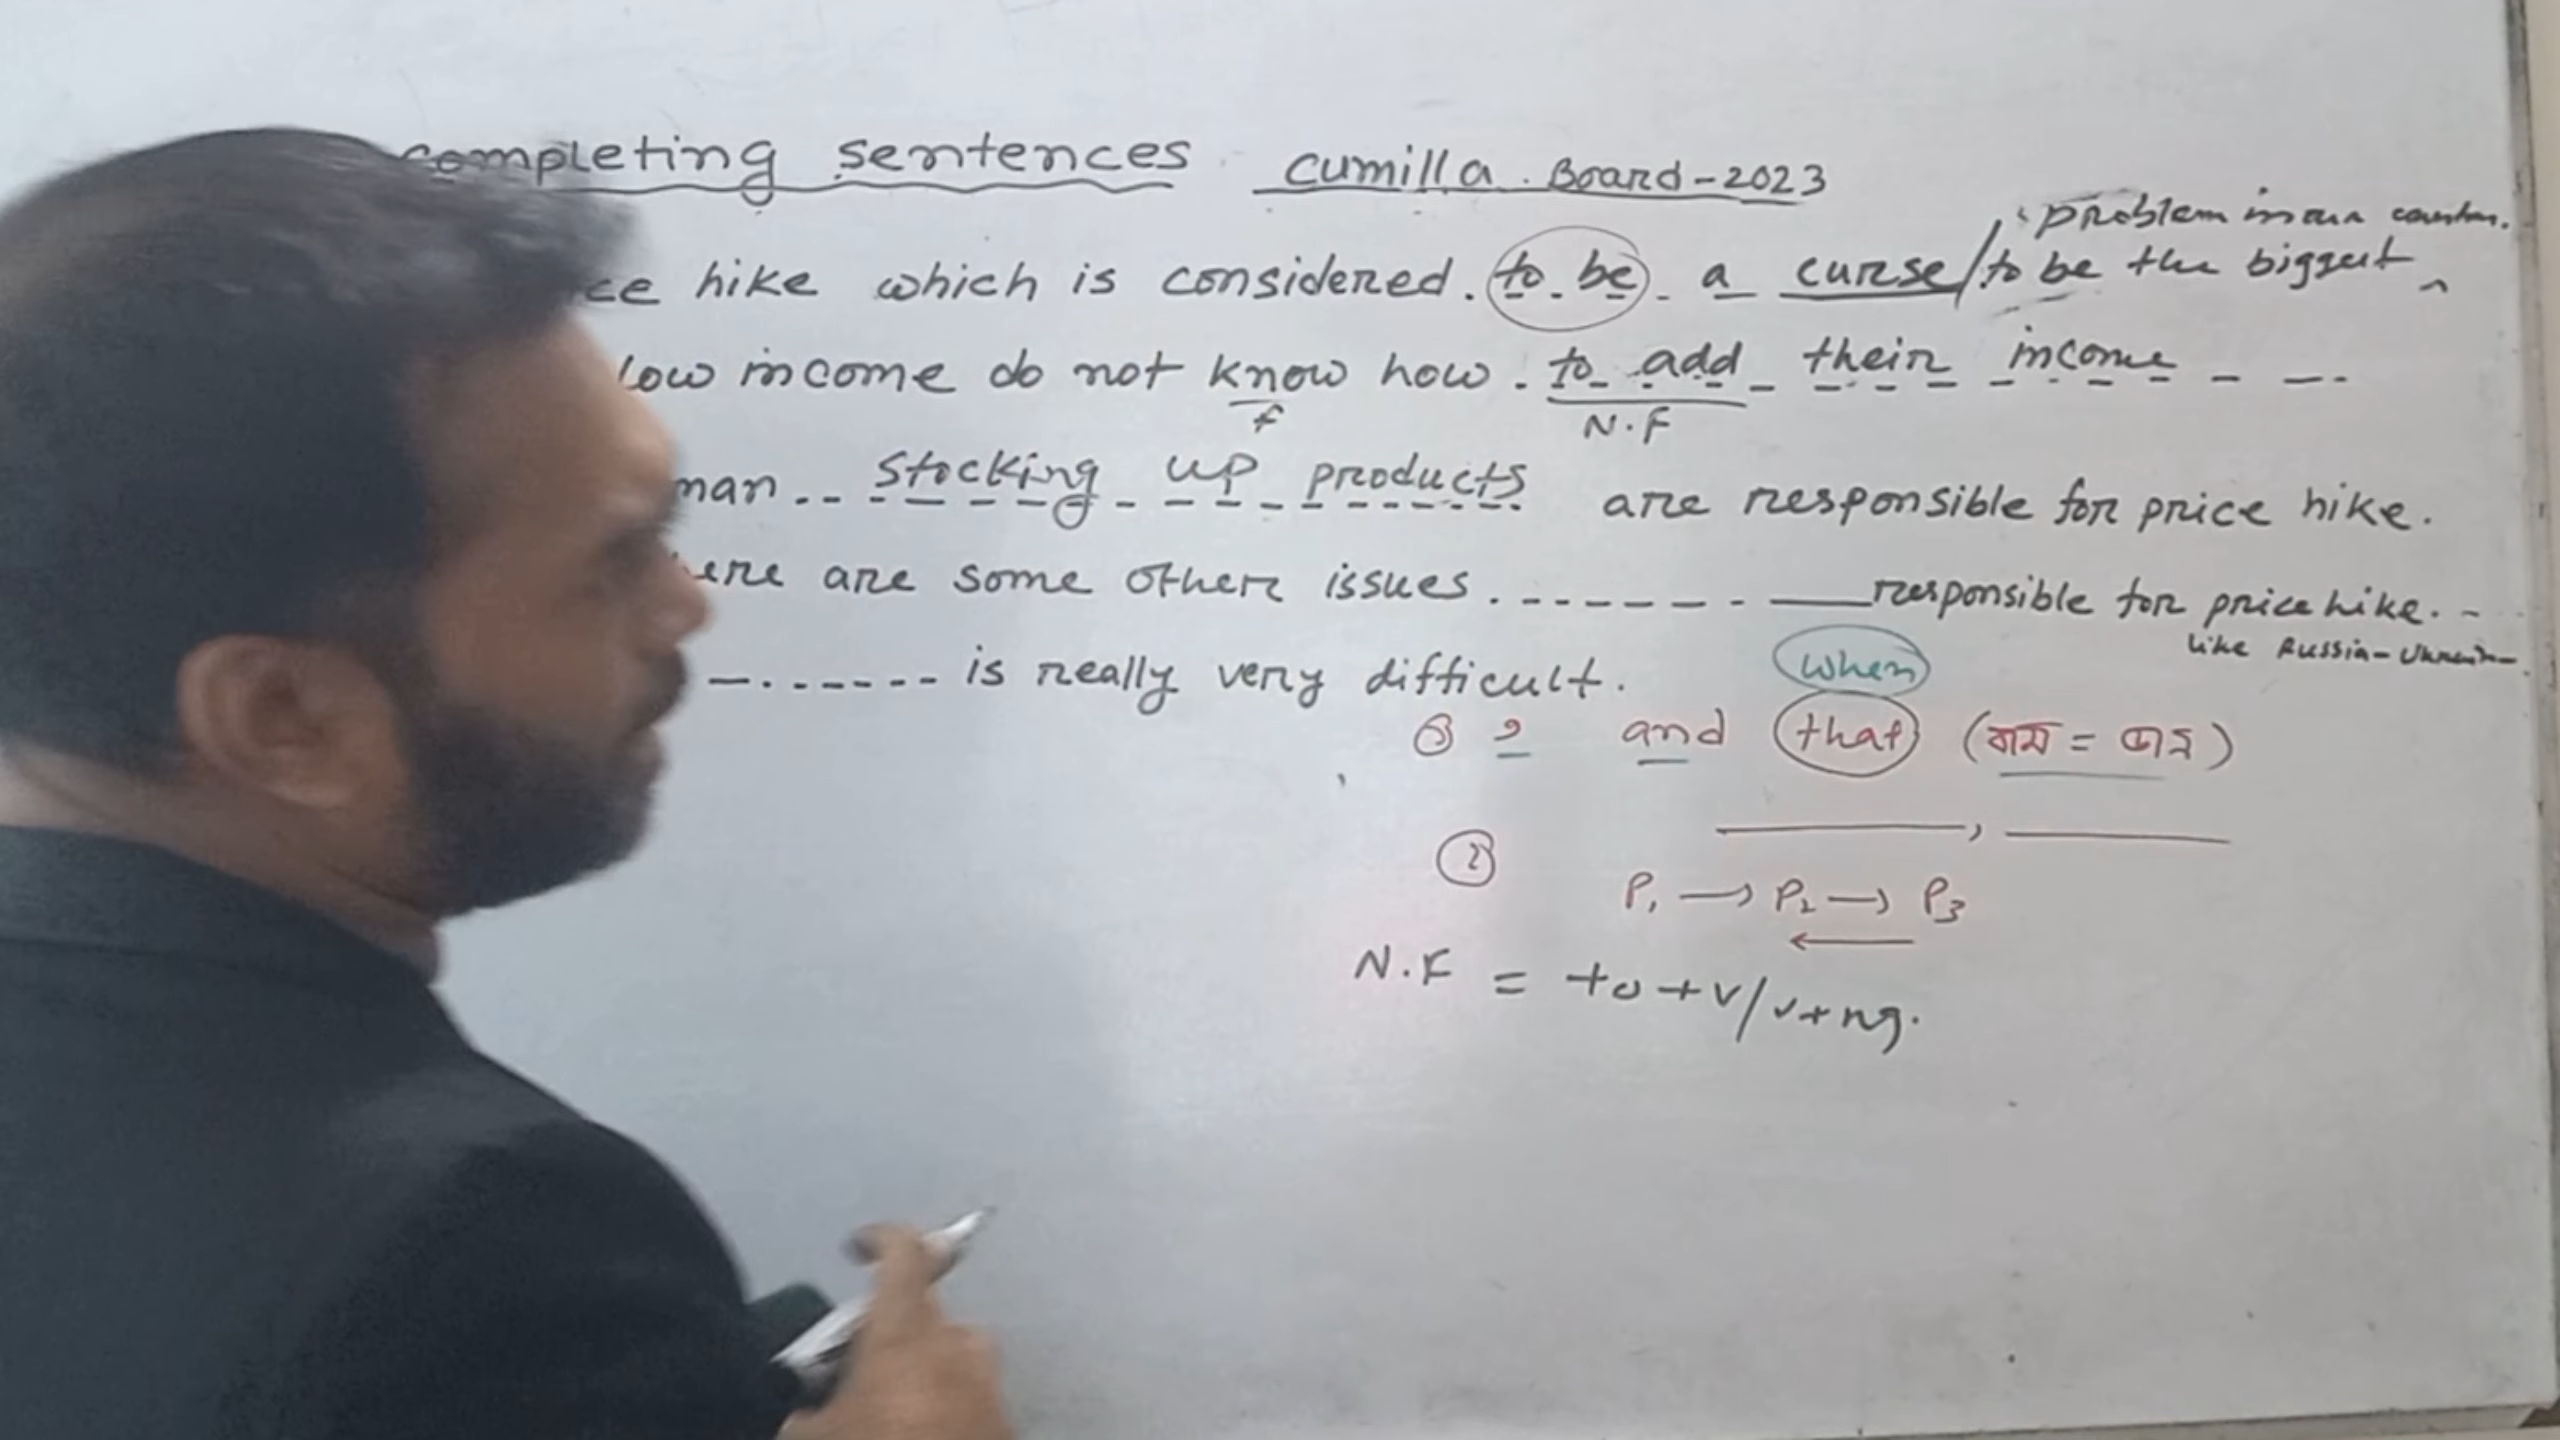 completing sentences Cumilla Board-2023
problem in our
ce hike which is considered to be a curse/to be the biggest
low income do not know how to add their income
f N.F
man stocking up products are responsible for price hike.
ere are some other issues responsible for price hike.
like Russia-
is really very difficult. when
and that (বাম = ডান)
②
P1 → P2 → P3
N.F = to+v/v+ng.